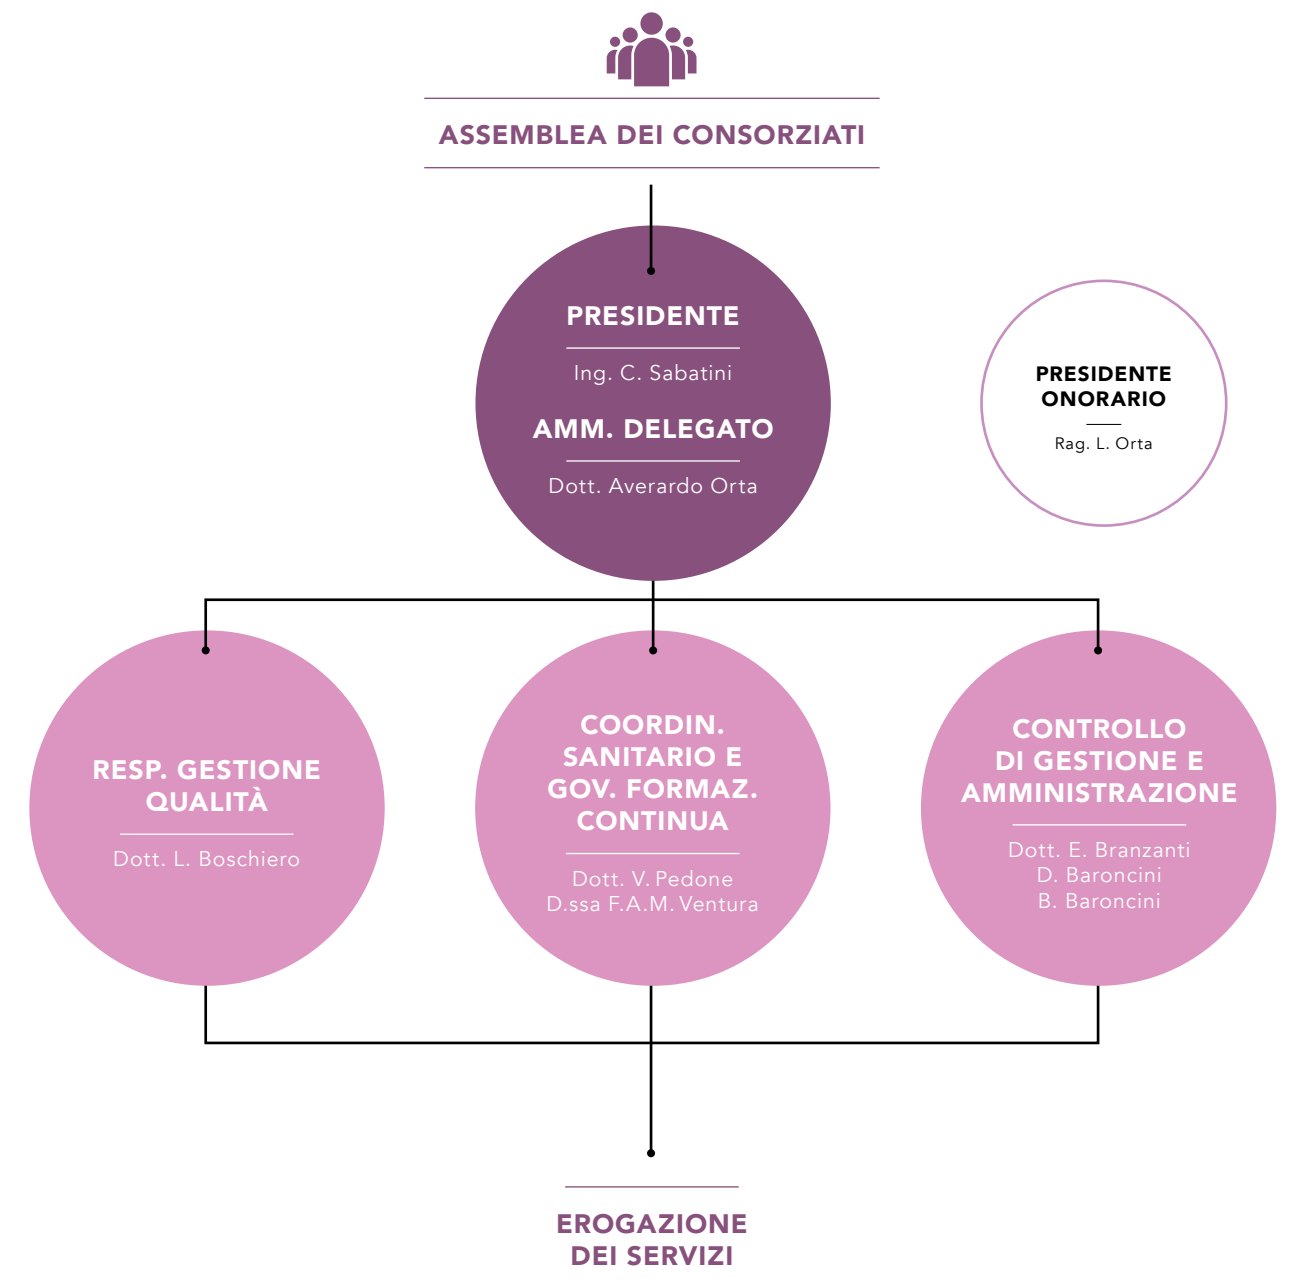 ASSEMBLEA DEI CONSORZIATI
PRESIDENTE
Ing. C. Sabatini
AMM. DELEGATO
Dott. Averardo Orta
PRESIDENTE
ONORARIO
Rag. L. Orta
RESP. GESTIONE
QUALITÀ
Dott. L. Boschiero
COORDIN.
SANITARIO E
GOV. FORMAZ.
CONTINUA
Dott. V. Pedone
D.ssa F.A.M. Ventura
CONTROLLO
DI GESTIONE E
AMMINISTRAZIONE
Dott. E. Branzanti
D. Baroncini
B. Baroncini
EROGAZIONE
DEI SERVIZI